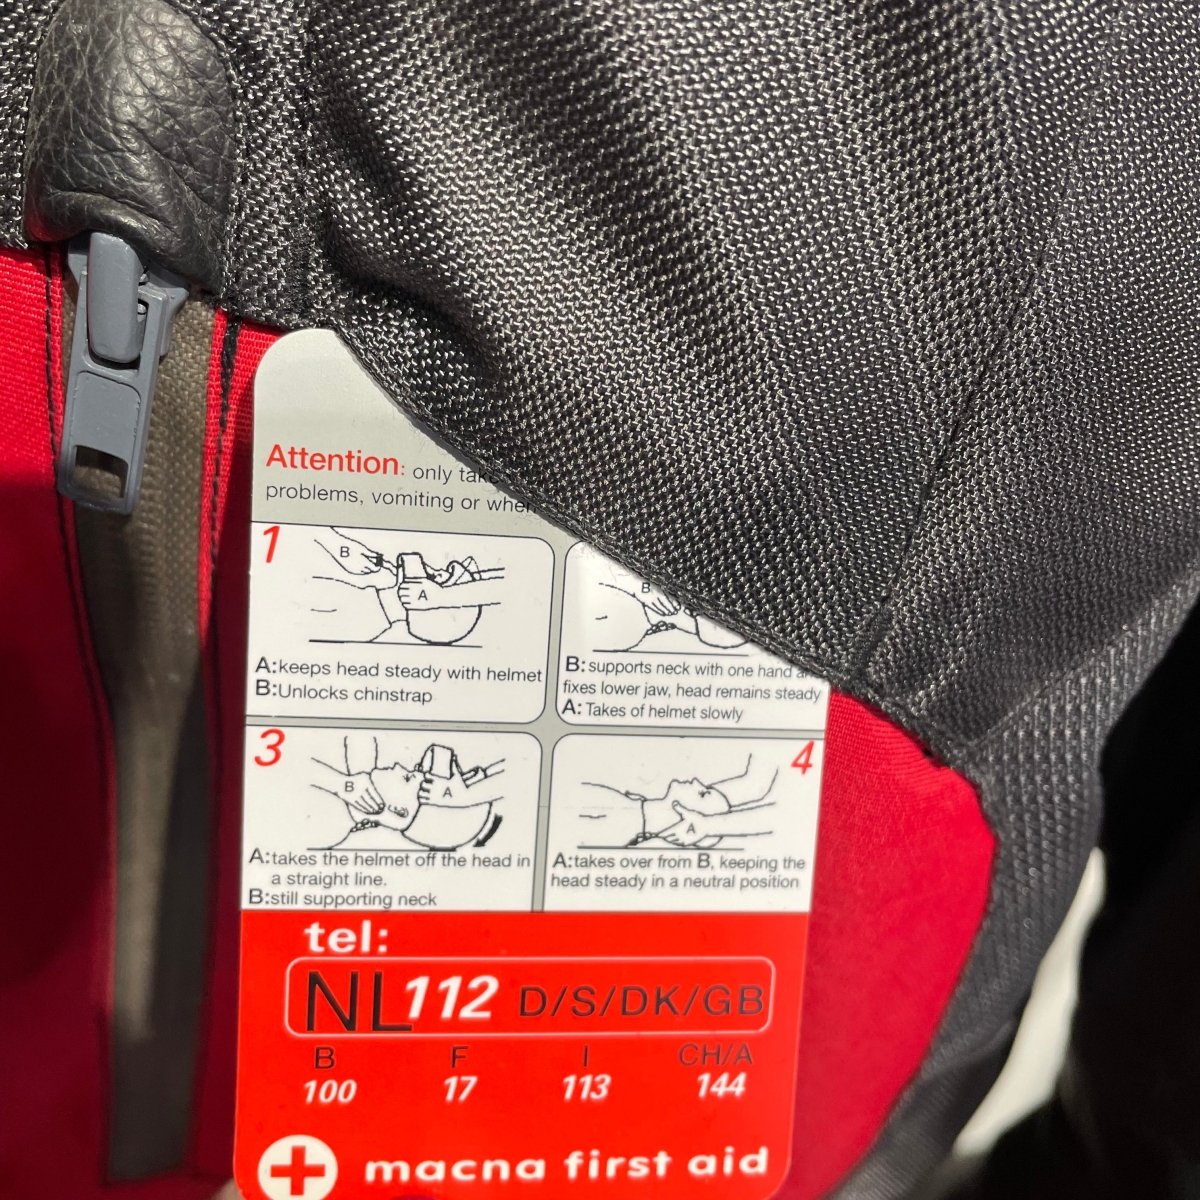 Attention: only
problems, vomiting or
1
B
A
A:keeps head steady with helmet
B:Unlocks chinstrap
B
B:supports neck with one hand
fixes lower jaw, head remains steady
A: Takes of helmet slowly
3
B
A
A:takes the helmet off the head in
a straight line.
B:still supporting neck
4
A
A:takes over from B, keeping the
head steady in a neutral position
tel:
NL 112 D/S/DK/GB
B F I CH/A
100 17 113 144
macna first aid